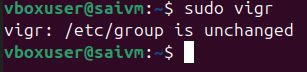 vboxuser@saivm:~$ sudo vigr
vigr: /etc/group is unchanged
vboxuser@saivm:~$